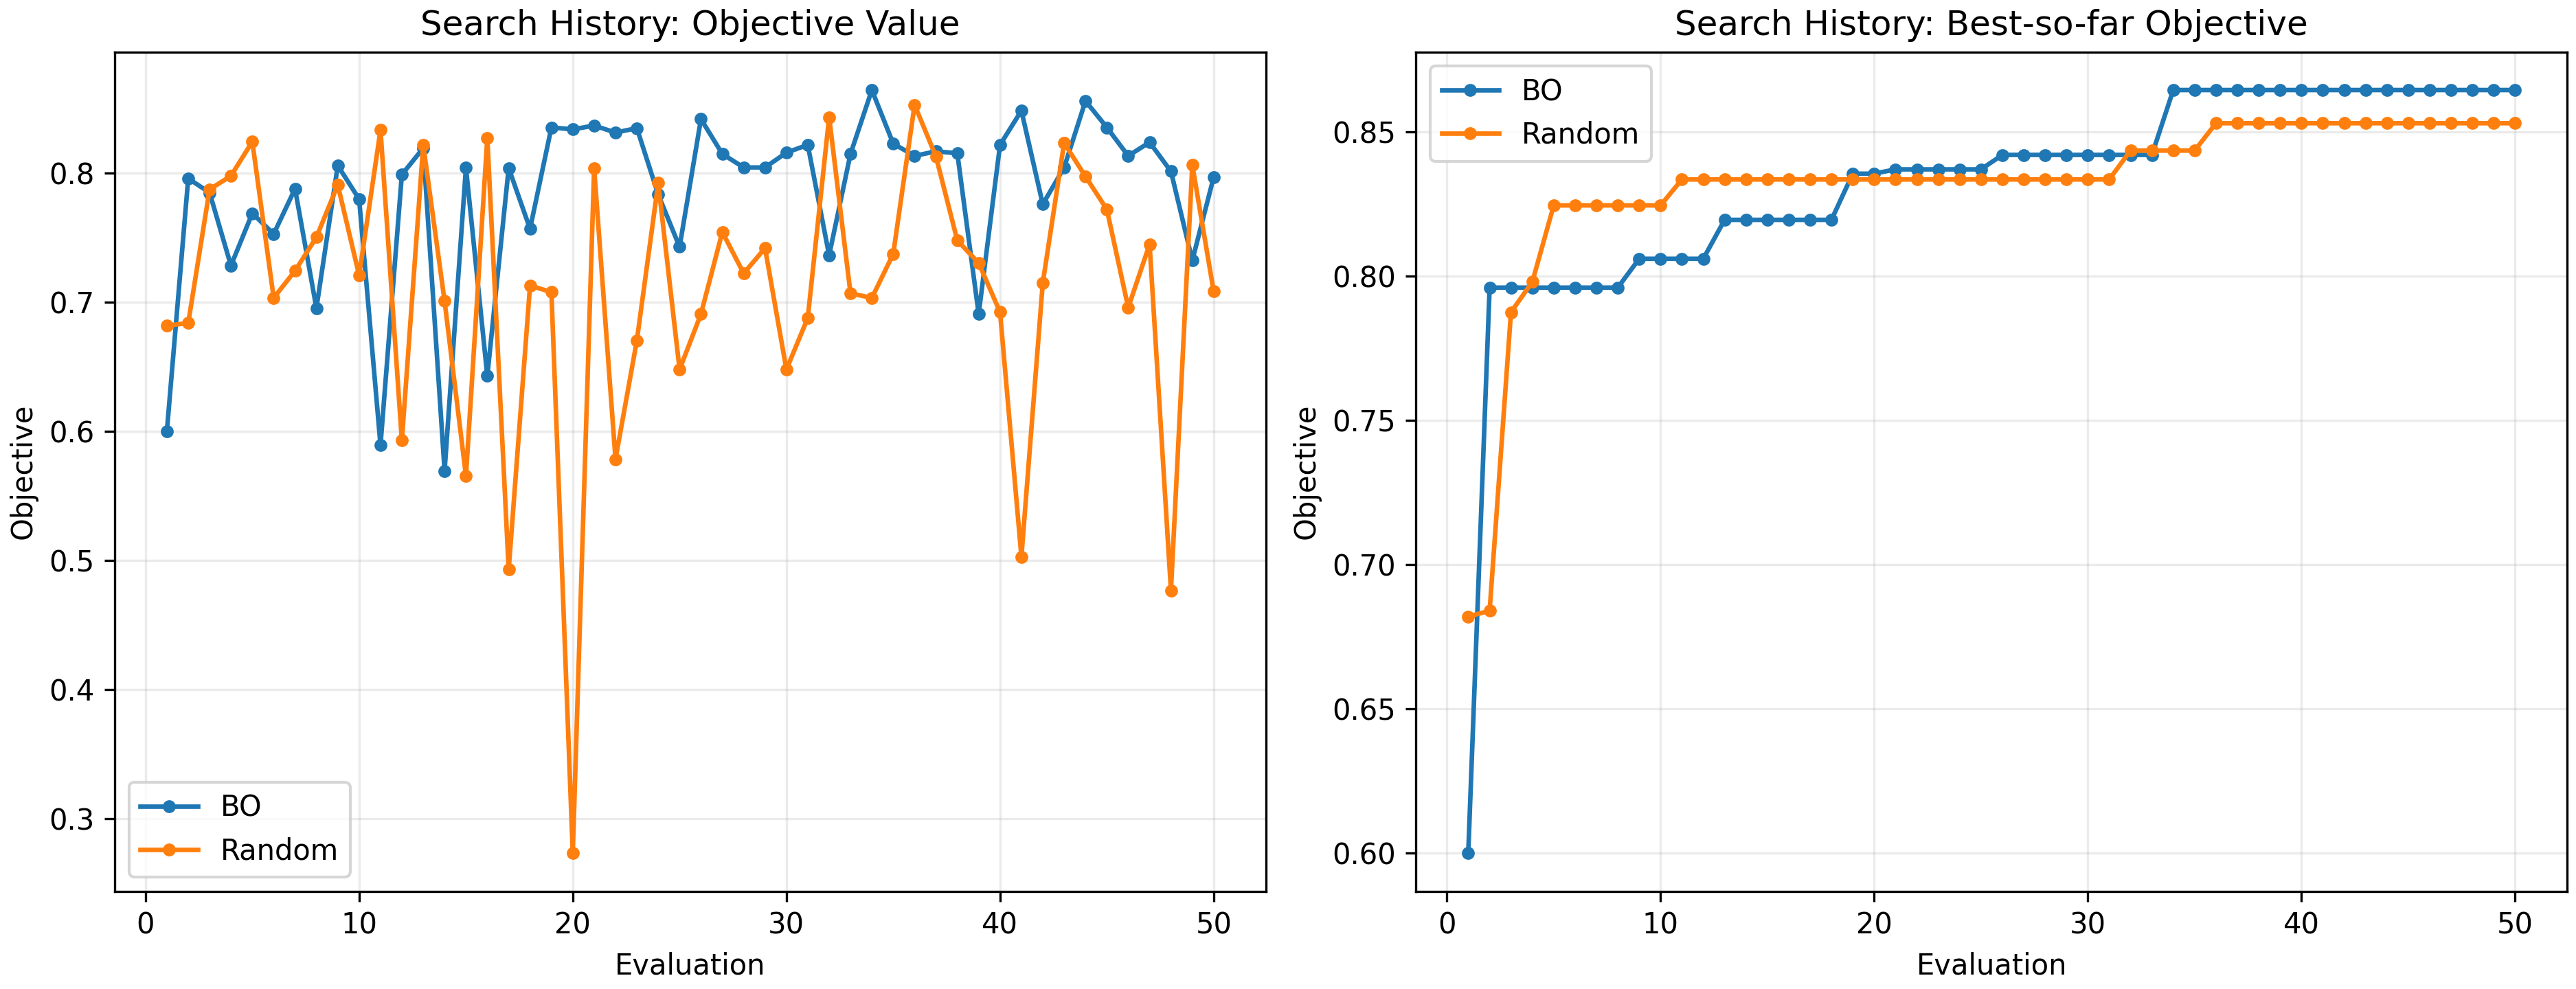 Search History: Objective Value
Objective
0.8
0.7
0.6
0.5
0.4
0.3
BO
Random
0 10 20 30 40 50
Evaluation
Search History: Best-so-far Objective
Objective
BO
Random
0.85
0.80
0.75
0.70
0.65
0.60
0 10 20 30 40 50
Evaluation